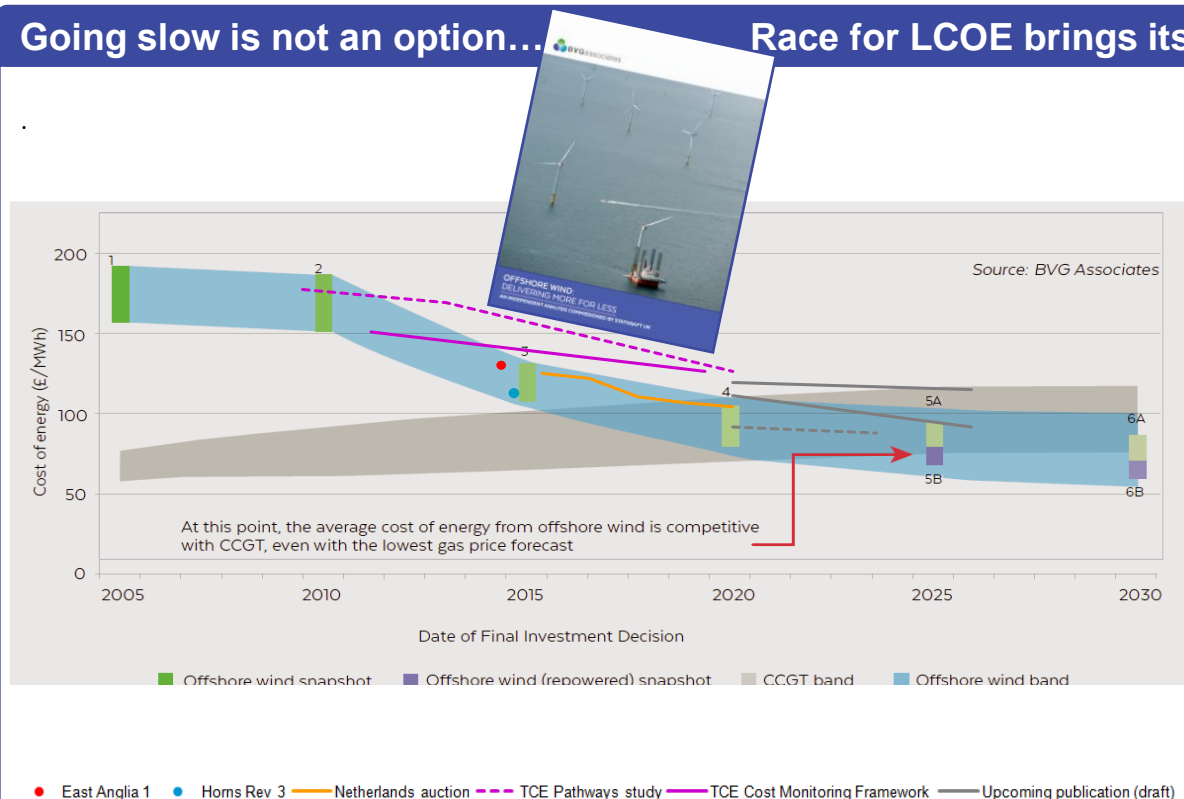 Going slow is not an option…
Race for LCOE brings its
.
BVGassociates
OFFSHORE WIND:
DELIVERING MORE FOR LESS
AN INDEPENDENT ANALYSIS COMMISSIONED BY STATKRAFT UK
Source: BVG Associates
Cost of energy (£/MWh)
200
150
100
50
0
1
2
3
4
5A
5B
6A
6B
At this point, the average cost of energy from offshore wind is competitive
with CCGT, even with the lowest gas price forecast
2005 2010 2015 2020 2025 2030
Date of Final Investment Decision
Offshore wind snapshot Offshore wind (repowered) snapshot CCGT band Offshore wind band
East Anglia 1 Horns Rev 3 Netherlands auction TCE Pathways study TCE Cost Monitoring Framework Upcoming publication (draft)